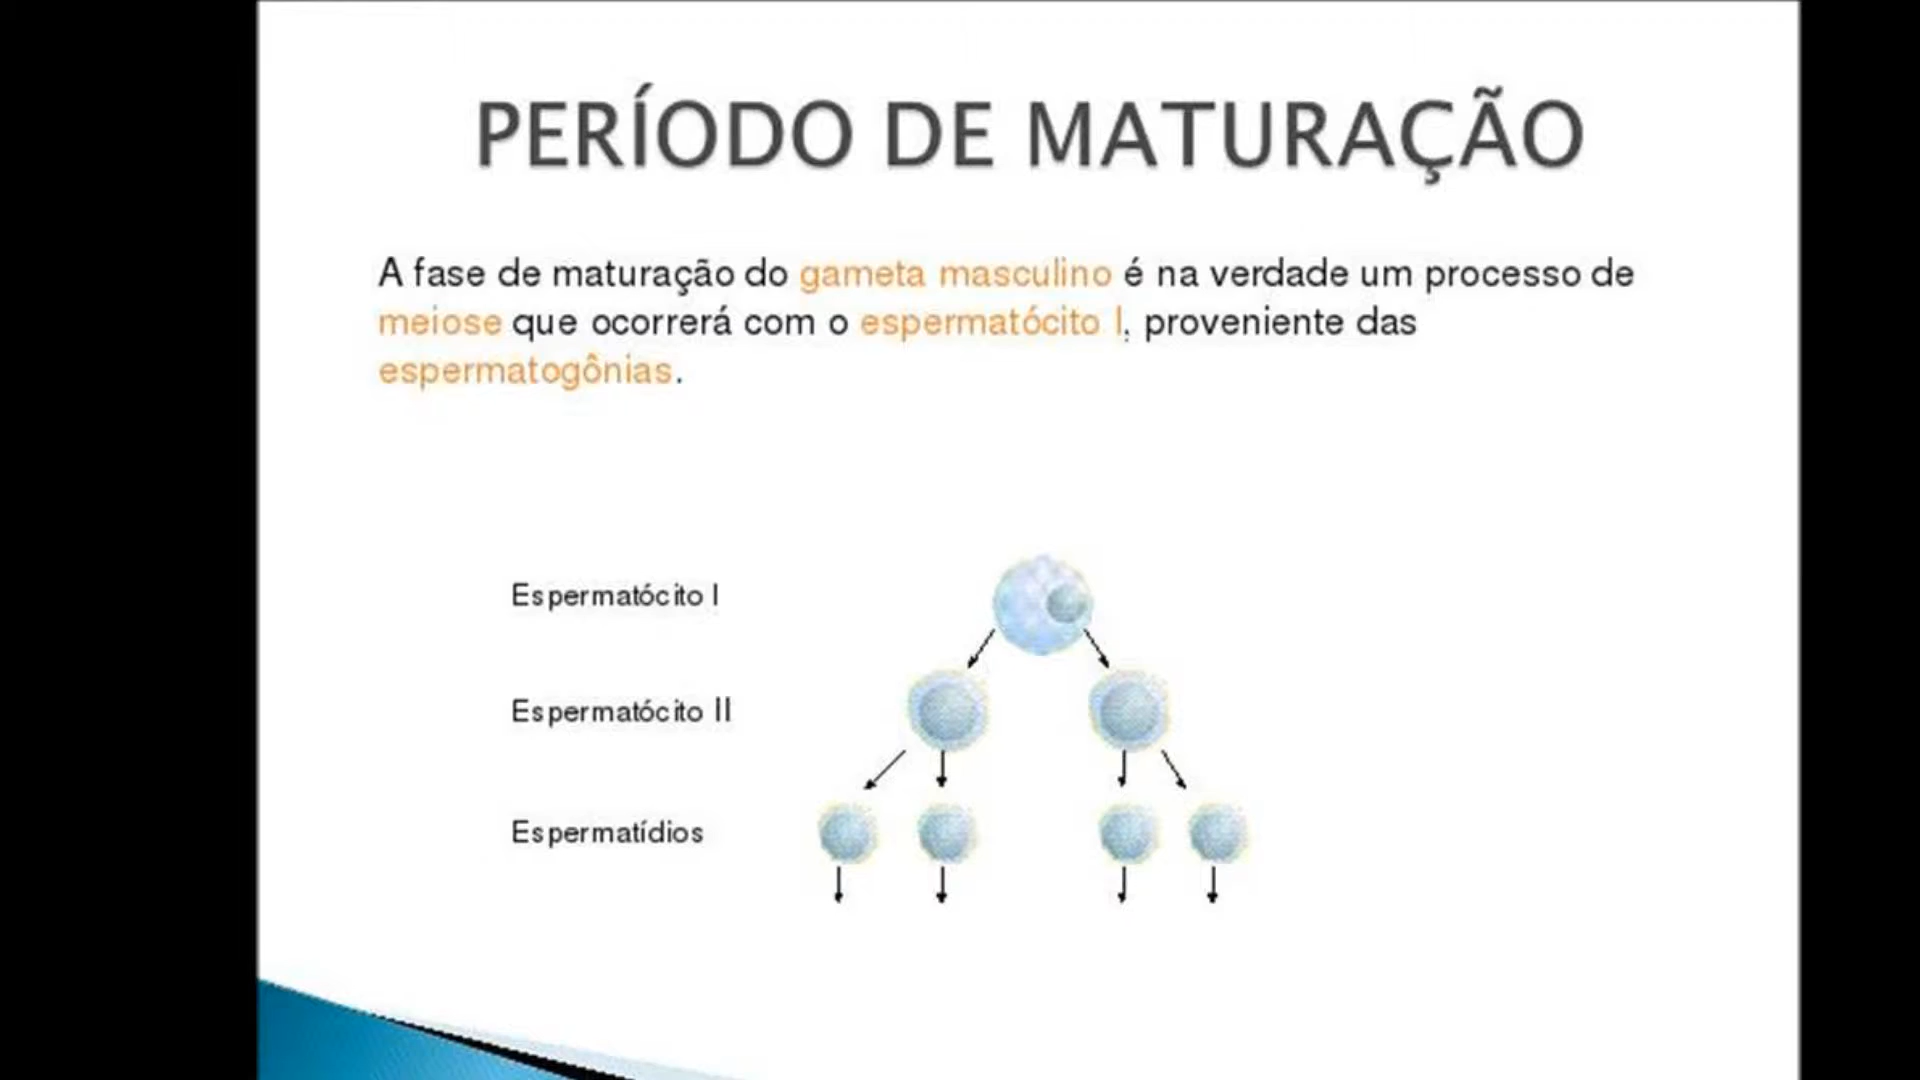 PERÍODO DE MATURAÇÃO
A fase de maturação do gameta masculino é na verdade um processo de
meiose que ocorrerá com o espermatócito I, proveniente das
espermatogônias.
Espermatócito I
Espermatócito II
Espermatídios